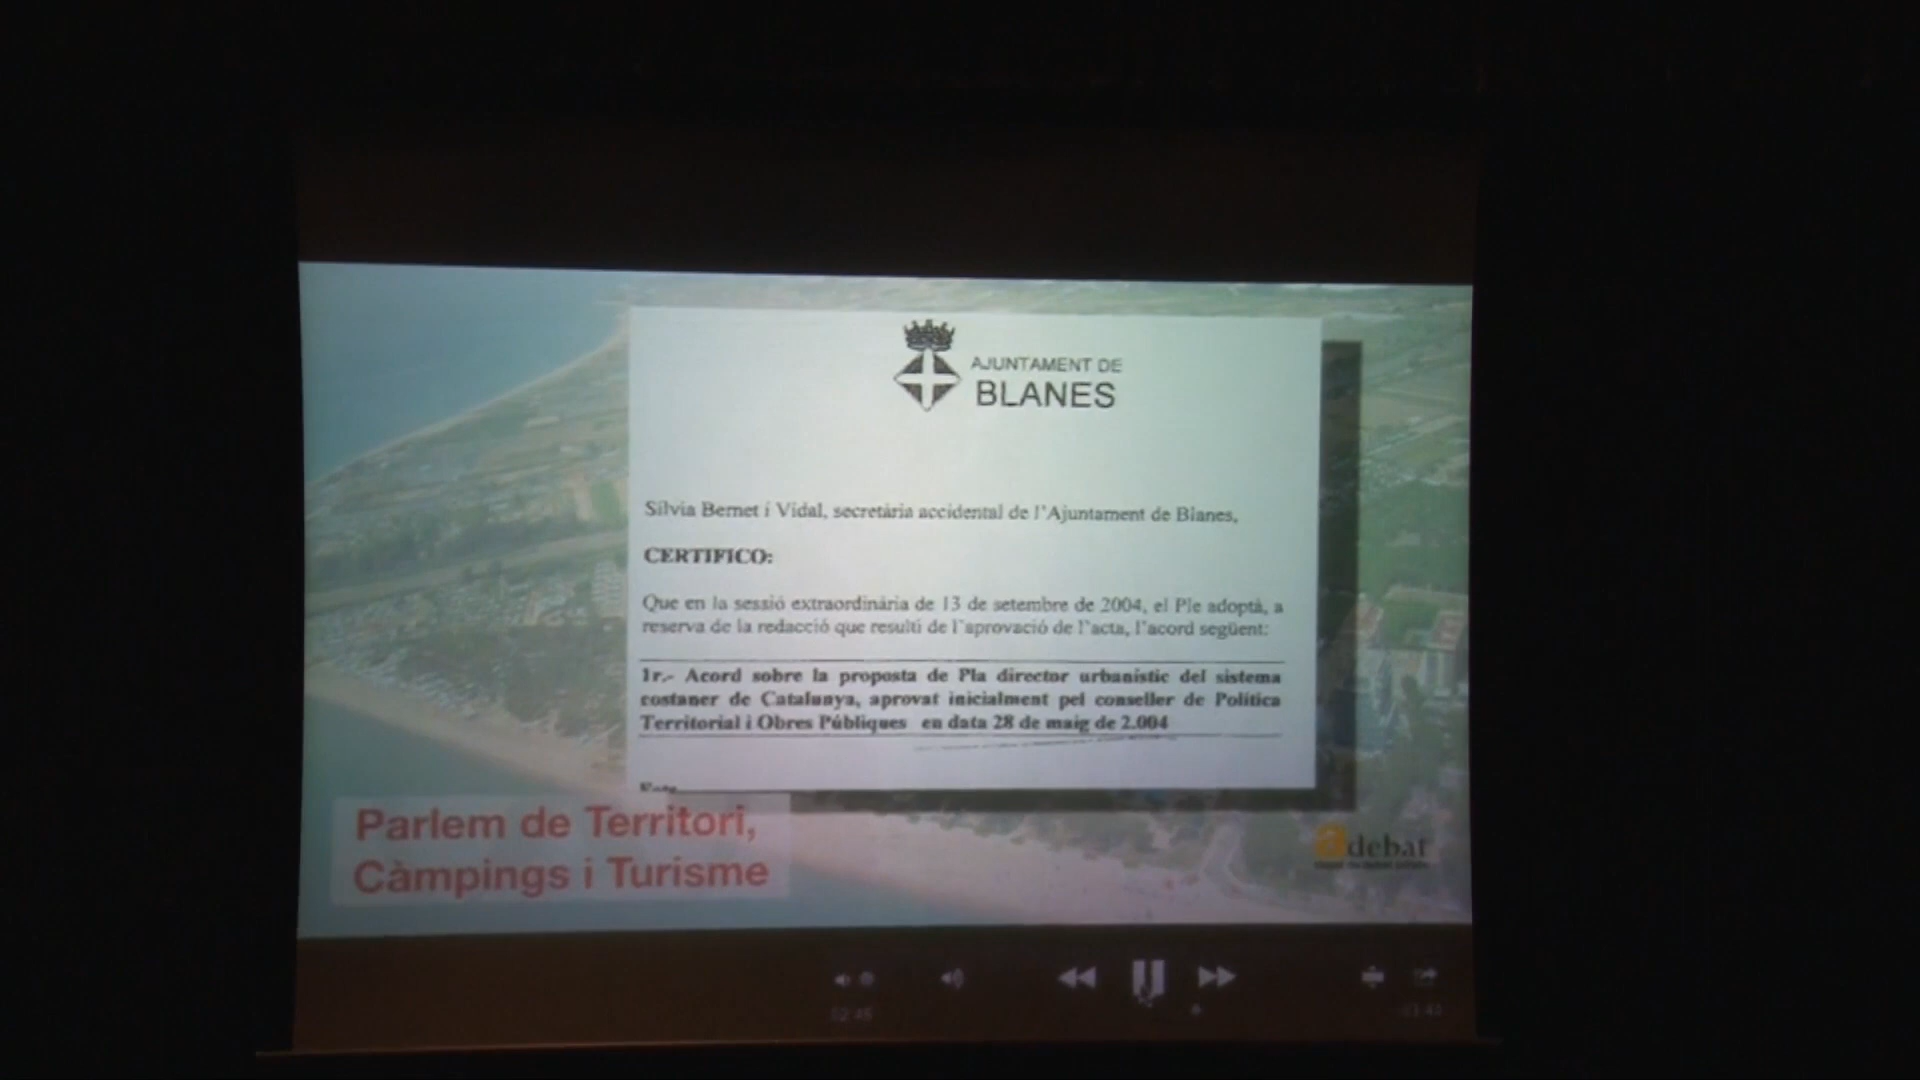 AJUNTAMENT DE
BLANES
Sílvia Bernet i Vidal, secretària accidental de l'Ajuntament de Blanes,
CERTIFICO:
Que en la sessió extraordinària de 13 de setembre de 2004, el Ple adoptà, a
reserva de la redacció que resulti de l'aprovació de l'acta, l'acord següent:
1r.- Acord sobre la proposta de Pla director urbanístic del sistema
costaner de Catalunya, aprovat inicialment pel conseller de Política
Territorial i Obres Públiques en data 28 de maig de 2.004
Parlem de Territori,
Càmpings i Turisme
adebat
02:45